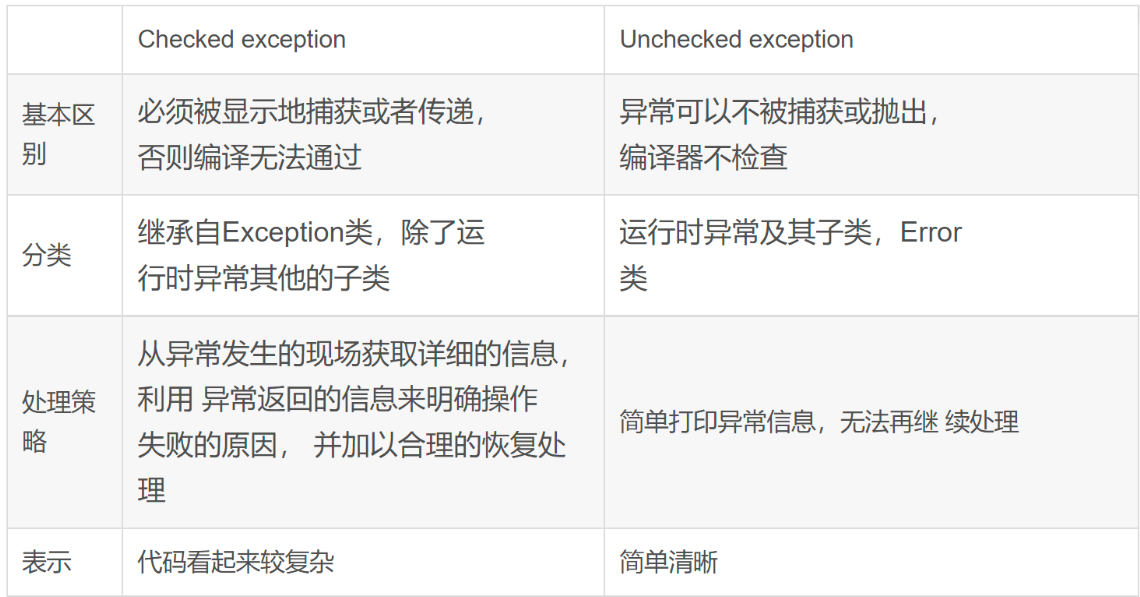 Checked exception
Unchecked exception
基本区
别
必须被显示地捕获或者传递，
否则编译无法通过
异常可以不被捕获或抛出，
编译器不检查
分类
继承自Exception类，除了运
行时异常其他的子类
运行时异常及其子类，Error
类
处理策
略
从异常发生的现场获取详细的信息，
利用 异常返回的信息来明确操作
失败的原因， 并加以合理的恢复处
理
简单打印异常信息，无法再继 续处理
表示
代码看起来较复杂
简单清晰